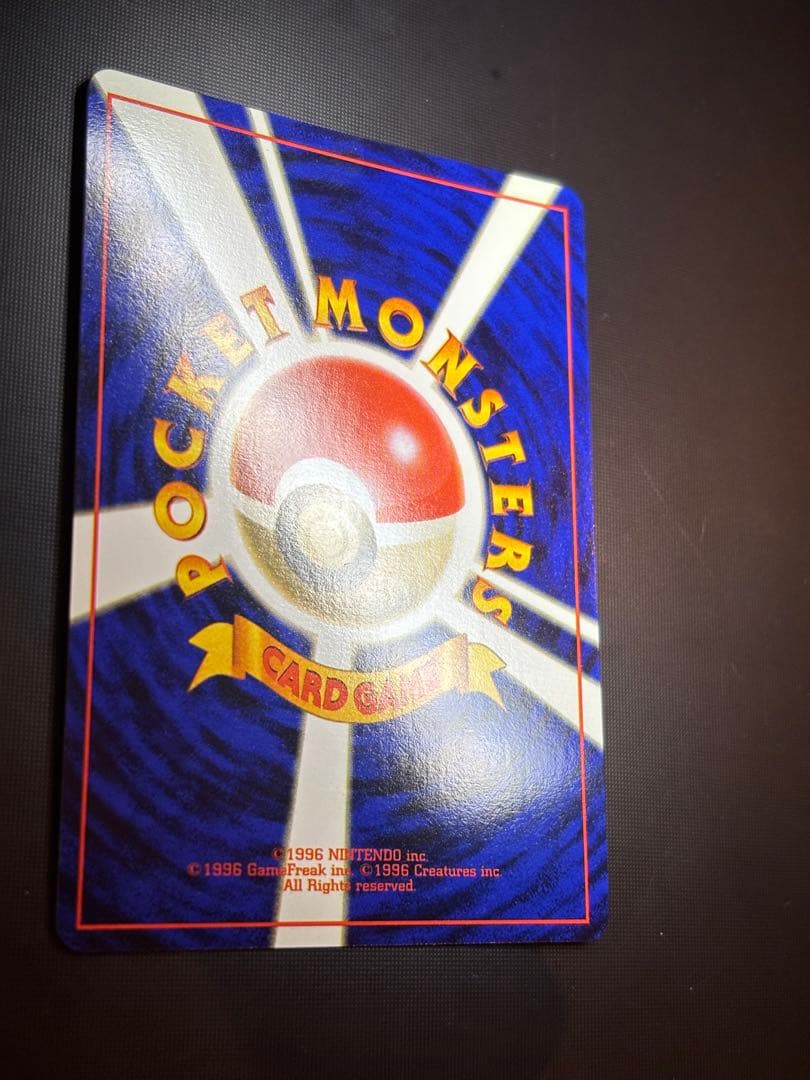 POCKET MONSTERS
CARD GAME
©1996 NINTENDO inc.
©1996 GameFreak inc. ©1996 Creatures inc.
All Rights reserved.